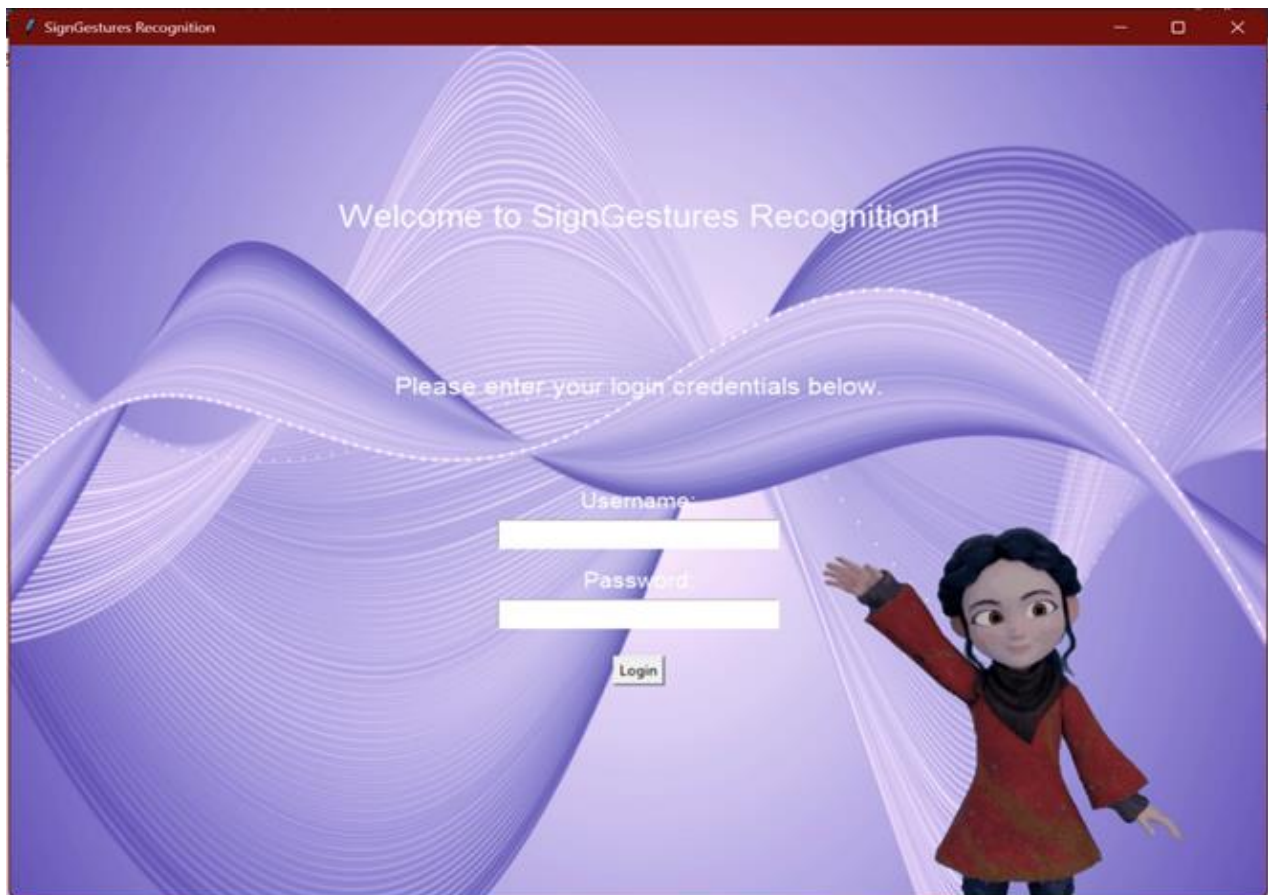 SignGestures Recognition
Welcome to SignGestures Recognition!
Please enter your login credentials below.
Username:
Password:
Login